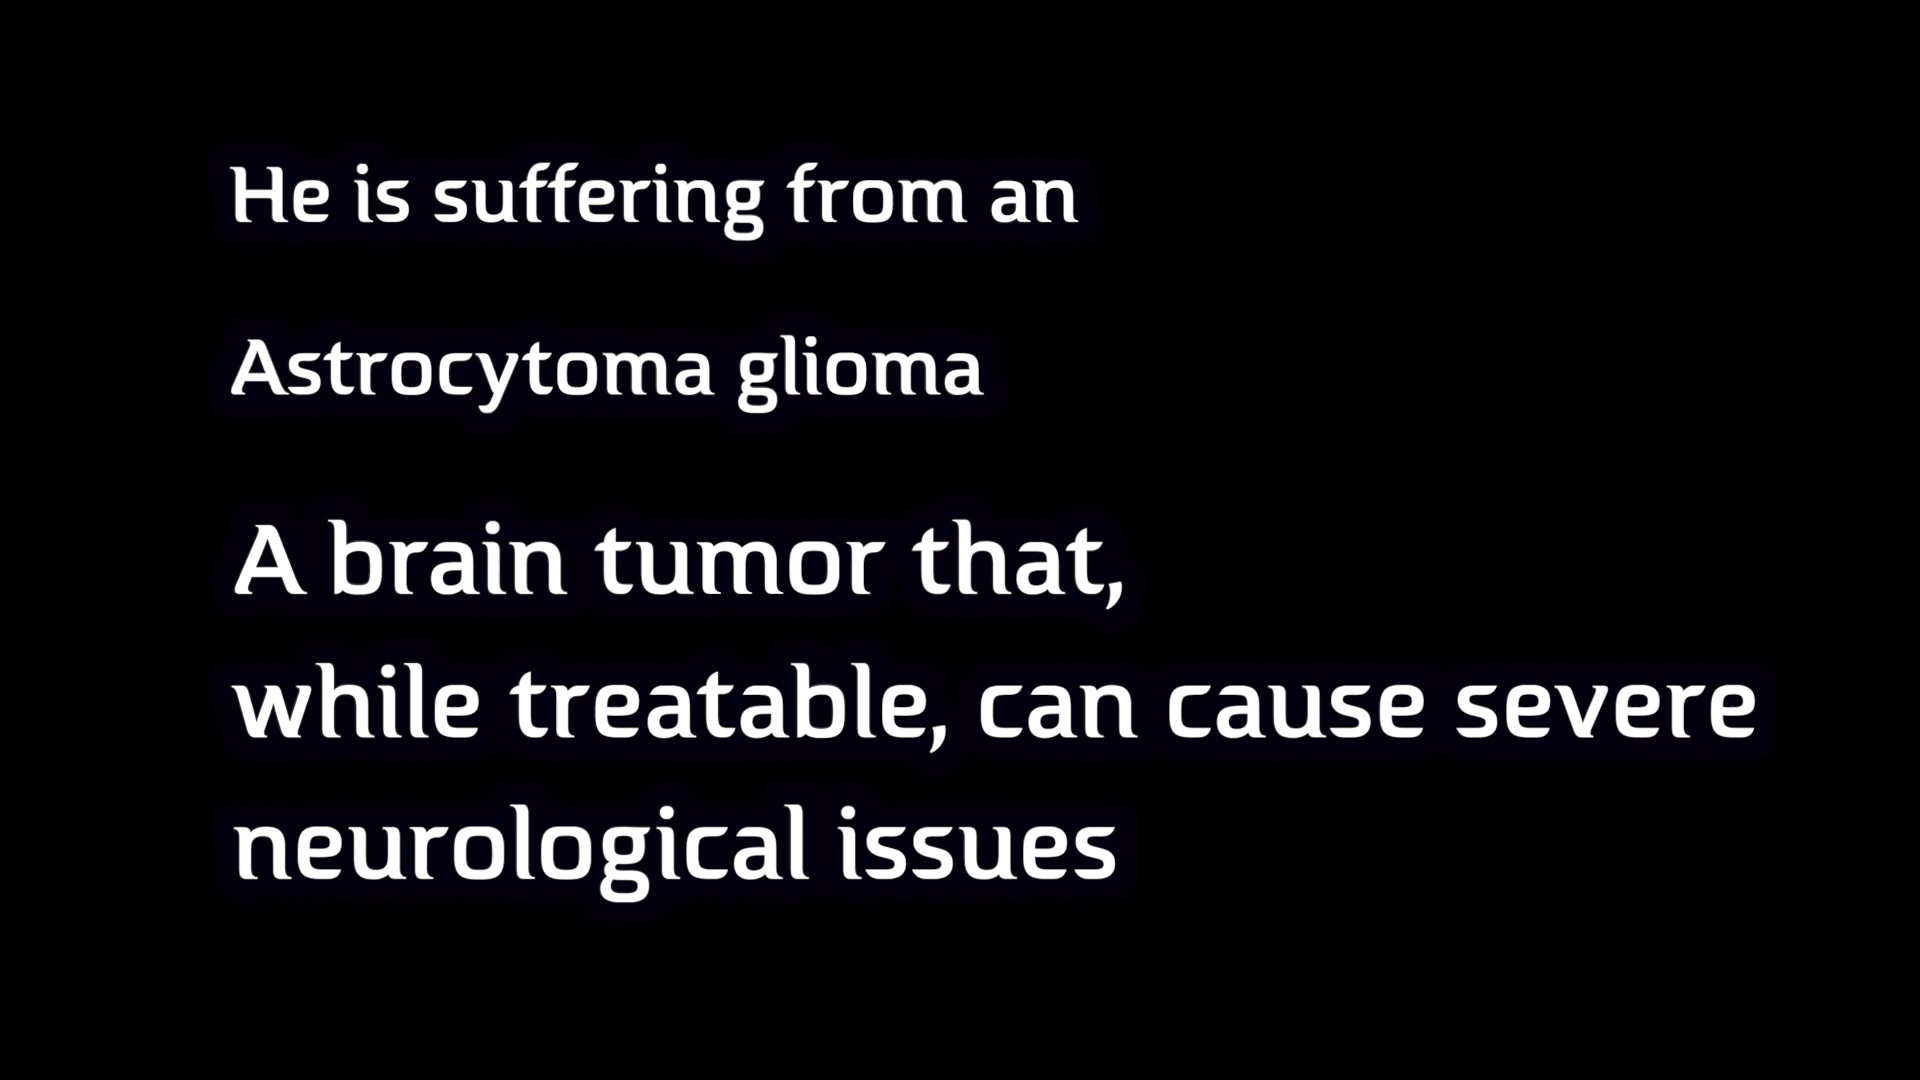 He is suffering from an
Astrocytoma glioma
A brain tumor that,
while treatable, can cause severe
neurological issues